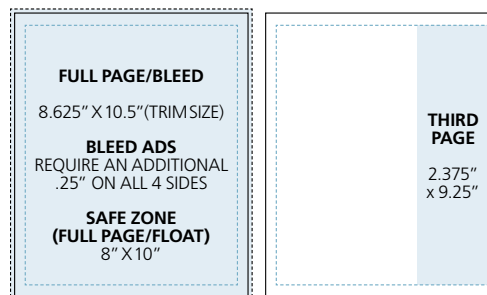 FULL PAGE/BLEED
8.625” X 10.5” (TRIM SIZE)
BLEED ADS
REQUIRE AN ADDITIONAL
.25” ON ALL 4 SIDES
SAFE ZONE
(FULL PAGE/FLOAT)
8” X 10”
THIRD
PAGE
2.375”
x 9.25”